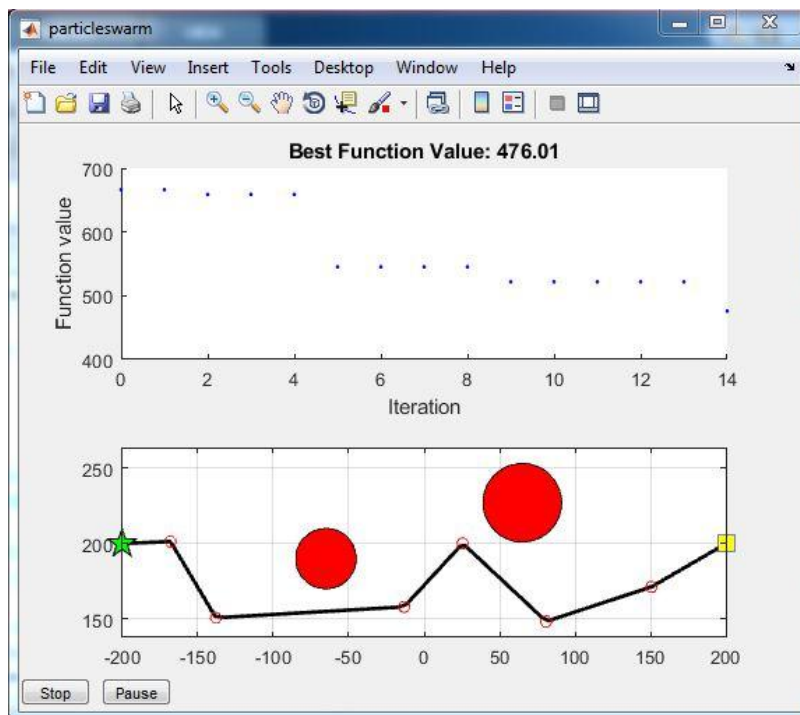 particleswarm
File Edit View Insert Tools Desktop Window Help
Best Function Value: 476.01
700
600
500
400
Function value
0 2 4 6 8 10 12 14
Iteration
250
200
150
-200 -150 -100 -50 0 50 100 150 200
Stop Pause